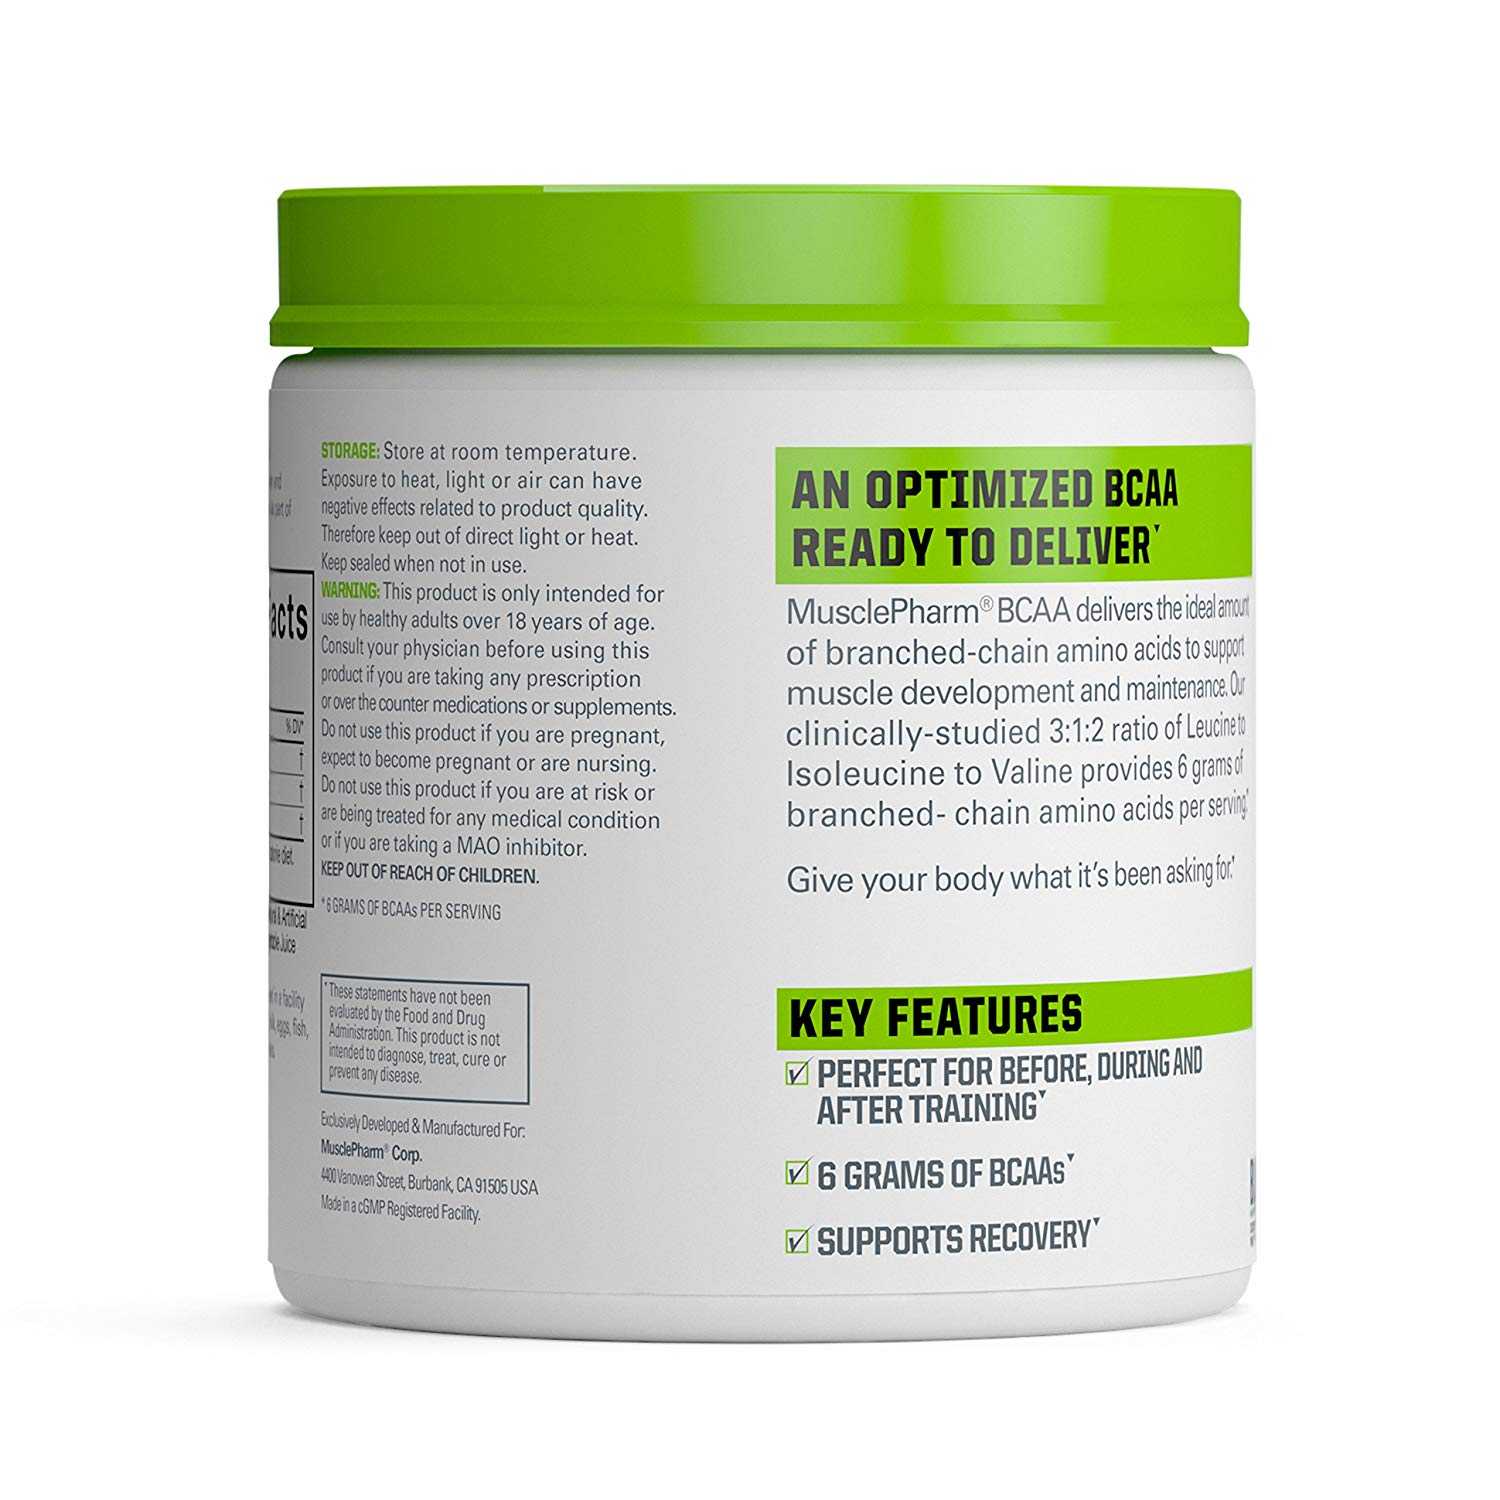 nd
part of
acts
% DV*
†
†
†
diet.
& Artificial
Juice
in a facility
eggs, fish,
STORAGE: Store at room temperature.
Exposure to heat, light or air can have
negative effects related to product quality.
Therefore keep out of direct light or heat.
Keep sealed when not in use.
WARNING: This product is only intended for
use by healthy adults over 18 years of age.
Consult your physician before using this
product if you are taking any prescription
or over the counter medications or supplements.
Do not use this product if you are pregnant,
expect to become pregnant or are nursing.
Do not use this product if you are at risk or
are being treated for any medical condition
or if you are taking a MAO inhibitor.
KEEP OUT OF REACH OF CHILDREN.
* 6 GRAMS OF BCAAs PER SERVING
▼These statements have not been
evaluated by the Food and Drug
Administration. This product is not
intended to diagnose, treat, cure or
prevent any disease.
Exclusively Developed & Manufactured For:
MusclePharm® Corp.
4400 Vanowen Street, Burbank, CA 91505 USA
Made in a cGMP Registered Facility.
AN OPTIMIZED BCAA
READY TO DELIVER▼
MusclePharm® BCAA delivers the ideal amount
of branched-chain amino acids to support
muscle development and maintenance. Our
clinically-studied 3:1:2 ratio of Leucine to
Isoleucine to Valine provides 6 grams of
branched- chain amino acids per serving.▼
Give your body what it's been asking for.▼
KEY FEATURES
PERFECT FOR BEFORE, DURING AND
AFTER TRAINING▼
6 GRAMS OF BCAAs▼
SUPPORTS RECOVERY▼